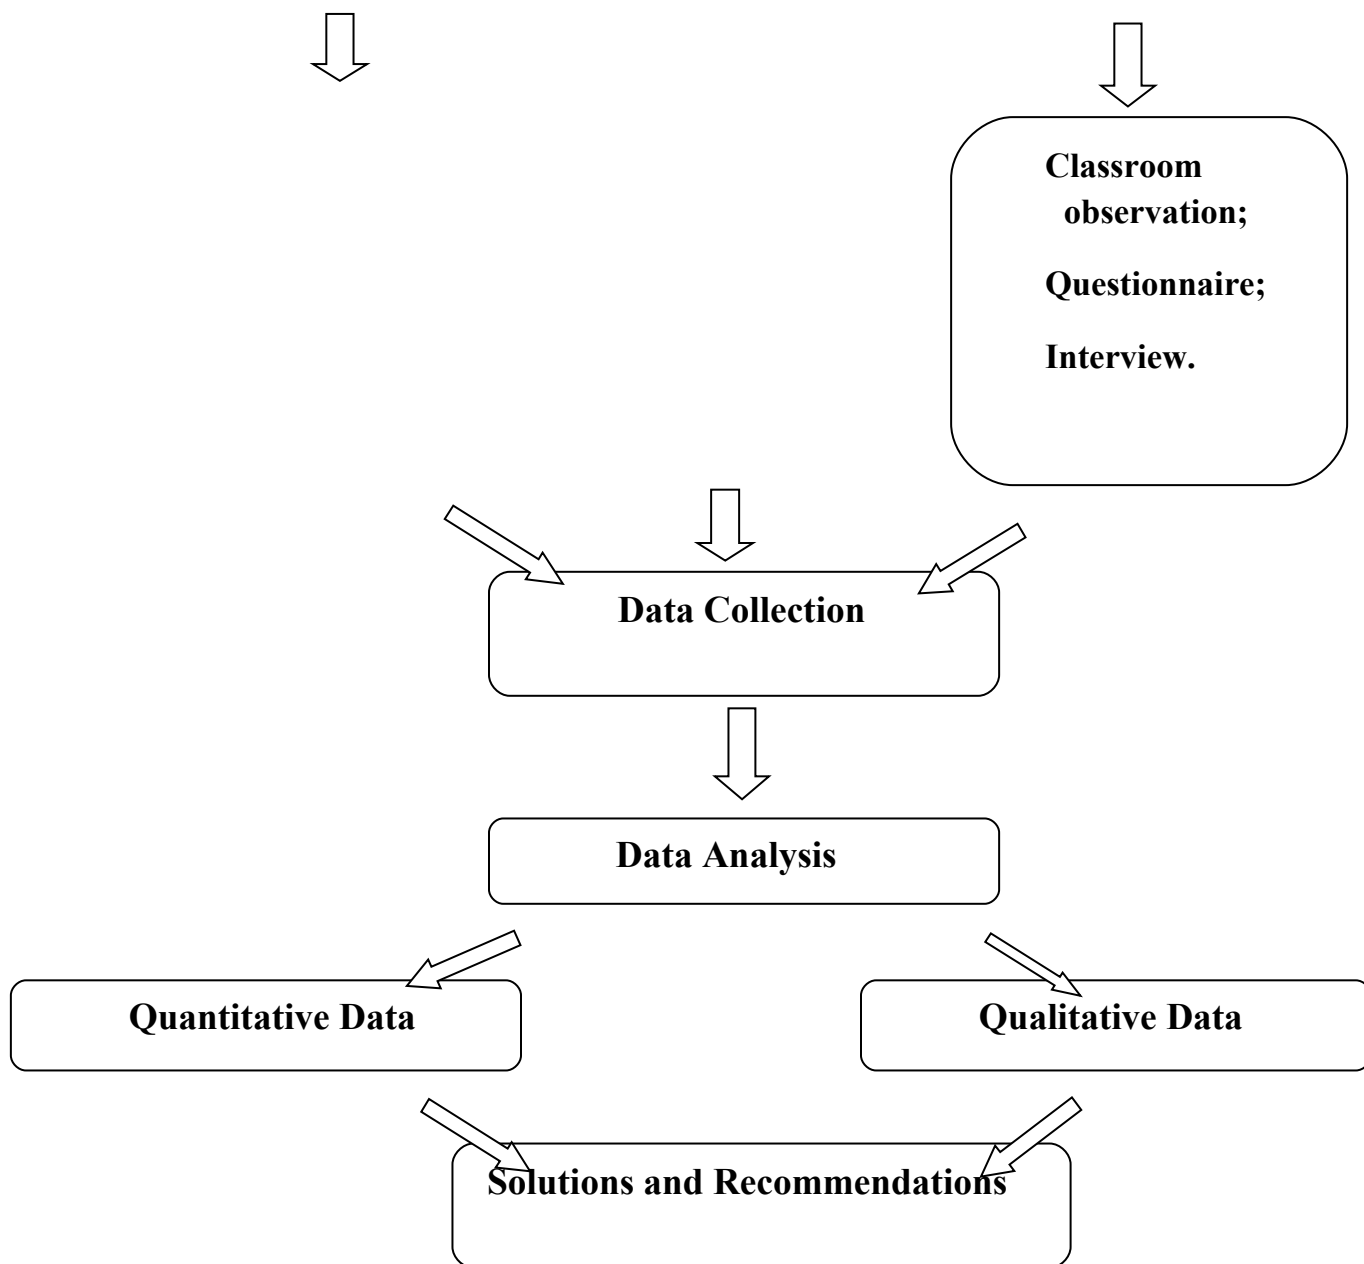 Classroom
observation;
Questionnaire;
Interview.
Data Collection
Data Analysis
Quantitative Data
Qualitative Data
Solutions and Recommendations